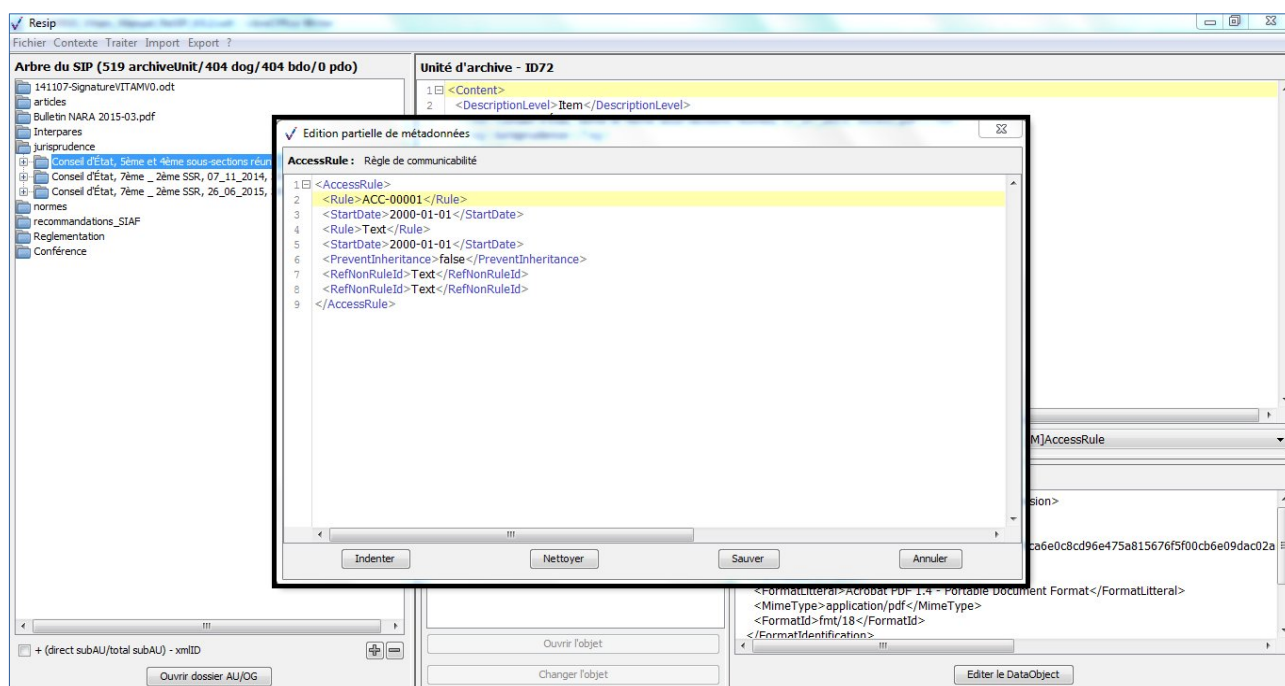 Resip
Fichier Contexte Traiter Import Export ?
Arbre du SIP (519 archiveUnit/404 dog/404 bdo/0 pdo)
141107-SignatureVITAMV0.odt
articles
Bulletin NARA 2015-03.pdf
Interpares
jurisprudence
Conseil d'État, 5ème et 4ème sous-sections réun
Conseil d'État, 7ème _ 2ème SSR, 07_11_2014,
Conseil d'État, 7ème _ 2ème SSR, 26_06_2015,
normes
recommandations_SIAF
Reglementation
Conférence
+ (direct subAU/total subAU) - xmlID
Ouvrir dossier AU/OG
Unité d'archive - ID72
1 <Content>
2 <DescriptionLevel>Item</DescriptionLevel>
Edition partielle de métadonnées
AccessRule : Règle de communicabilité
1 <AccessRule>
2 <Rule>ACC-00001</Rule>
3 <StartDate>2000-01-01</StartDate>
4 <Rule>Text</Rule>
5 <StartDate>2000-01-01</StartDate>
6 <PreventInheritance>false</PreventInheritance>
7 <RefNonRuleId>Text</RefNonRuleId>
8 <RefNonRuleId>Text</RefNonRuleId>
9 </AccessRule>
Indenter Nettoyer Sauver Annuler
M]AccessRule
sion>
ca6e0c8cd96e475a815676f5f00cb6e09dac02a
<FormatLitteral>Acrobat PDF 1.4 - Portable Document Format</FormatLitteral>
<MimeType>application/pdf</MimeType>
<FormatId>fmt/18</FormatId>
</FormatIdentification>
Ouvrir l'objet
Changer l'objet
Editer le DataObject